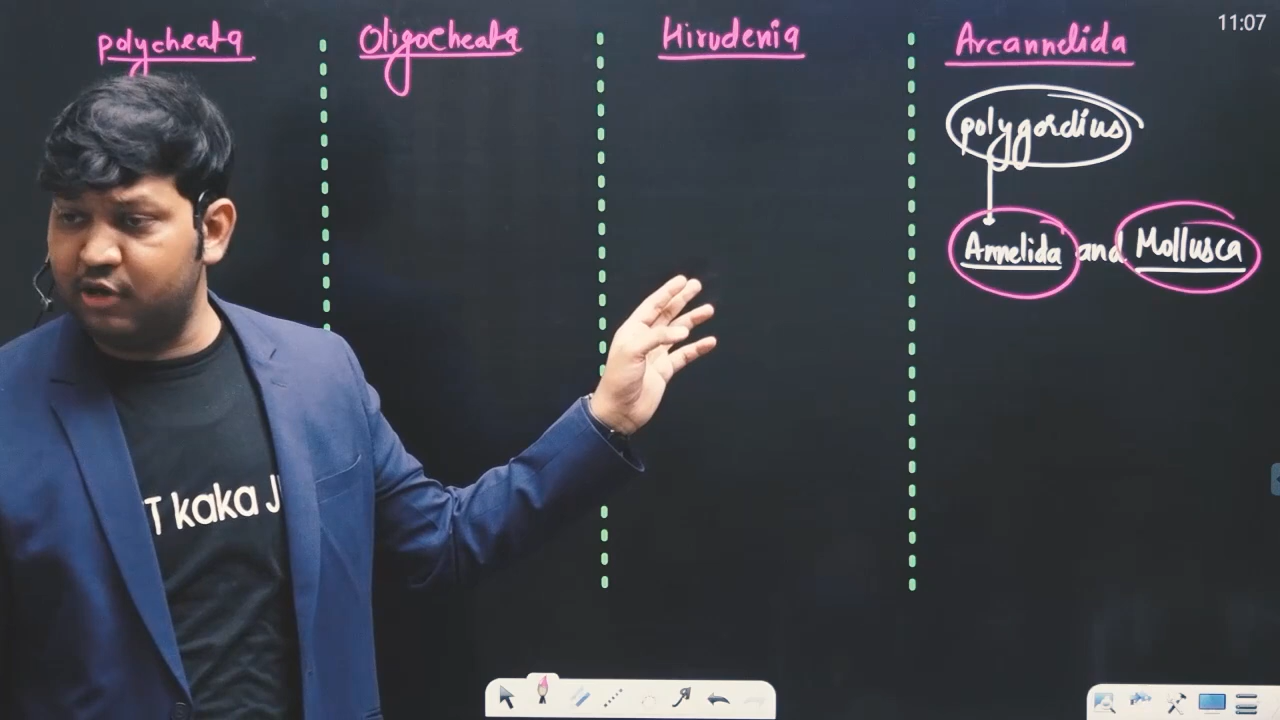 polycheata
Oligocheata
Hirudenia
Arcannelida
11:07
polygordius
Annelida and Mollusca
T kaka J